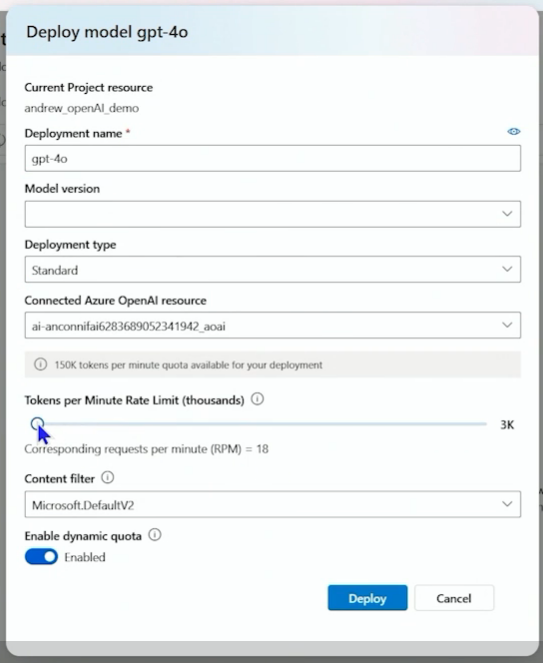 Deploy model gpt-4o
Current Project resource
andrew_openAI_demo
Deployment name *
gpt-4o
Model version
Deployment type
Standard
Connected Azure OpenAI resource
ai-anconnifai6283689052341942_aoai
150K tokens per minute quota available for your deployment
Tokens per Minute Rate Limit (thousands)
3K
Corresponding requests per minute (RPM) = 18
Content filter
Microsoft.DefaultV2
Enable dynamic quota
Enabled
Deploy Cancel